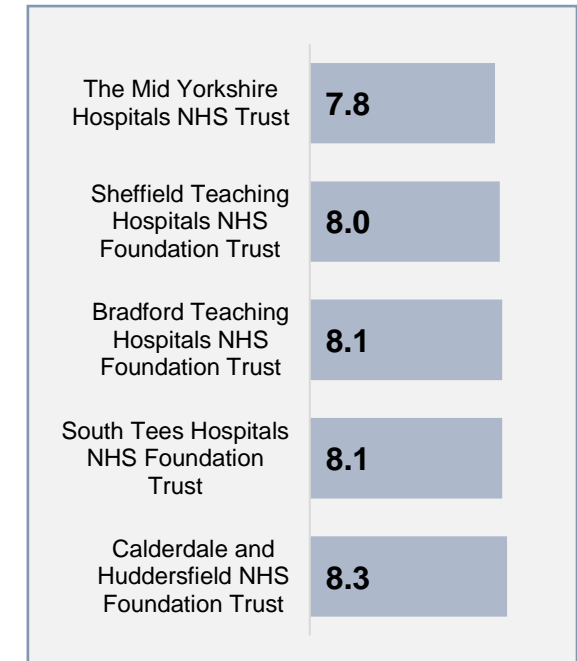 The Mid Yorkshire
Hospitals NHS Trust
7.8
Sheffield Teaching
Hospitals NHS
Foundation Trust
8.0
Bradford Teaching
Hospitals NHS
Foundation Trust
8.1
South Tees Hospitals
NHS Foundation
Trust
8.1
Calderdale and
Huddersfield NHS
Foundation Trust
8.3